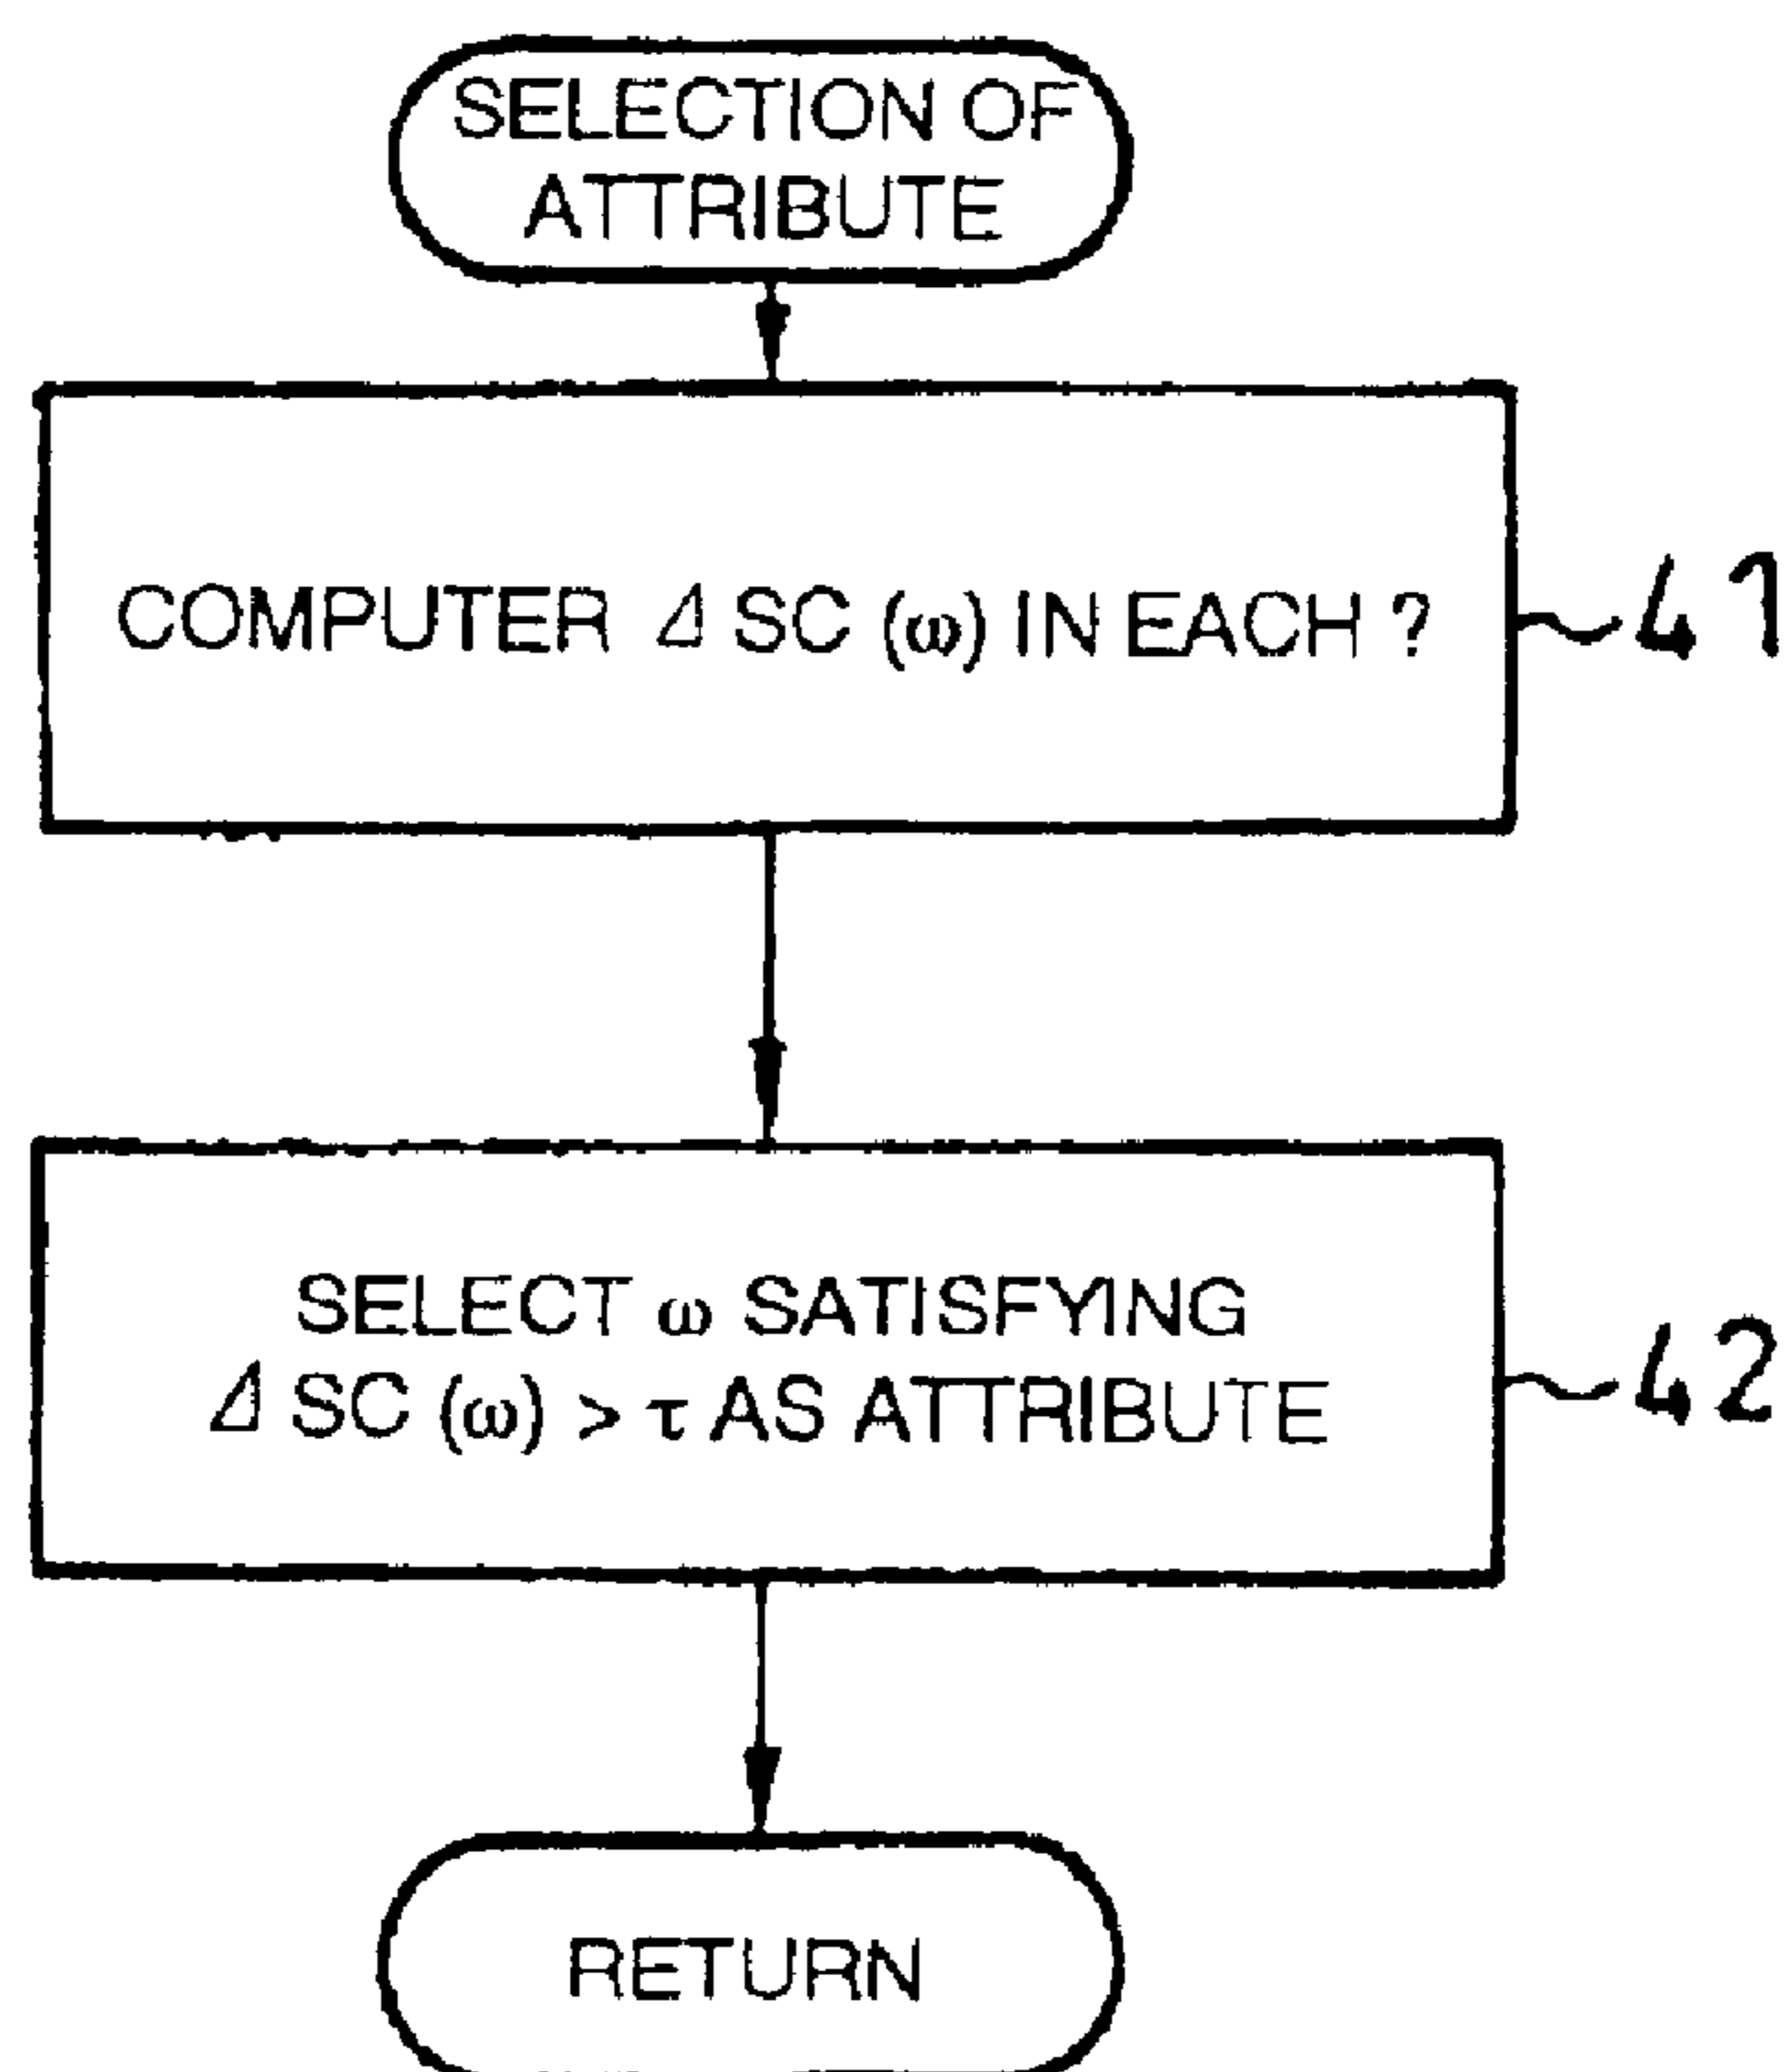 SELECTION OF
ATTRIBUTE
COMPUTER ⊿ SC (ω) IN EACH ?
41
SELECT ω SATISFYING
⊿ SC (ω) > τ AS ATTRIBUTE
42
RETURN